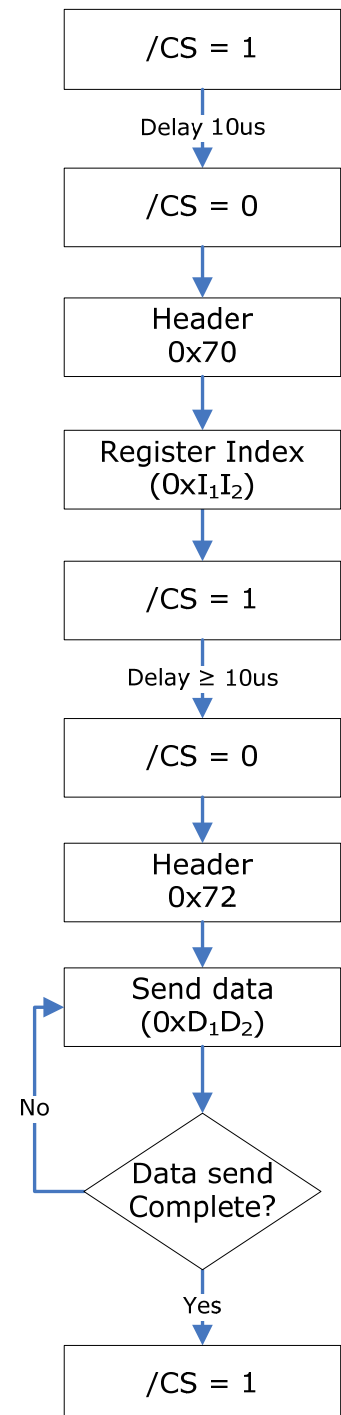 /CS = 1
Delay 10us
/CS = 0
Header
0x70
Register Index
(0xI₁I₂)
/CS = 1
Delay ≥ 10us
/CS = 0
Header
0x72
Send data
(0xD₁D₂)
No
Data send
Complete?
Yes
/CS = 1